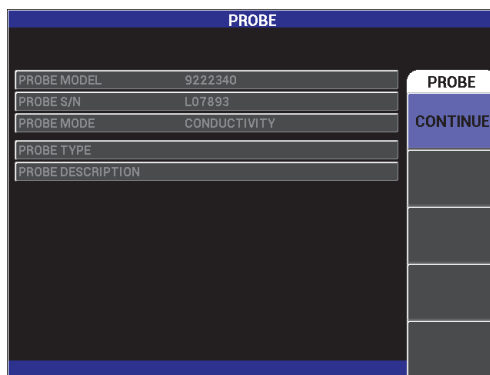 PROBE
PROBE MODEL 9222340
PROBE S/N L07893
PROBE MODE CONDUCTIVITY
PROBE TYPE
PROBE DESCRIPTION
PROBE
CONTINUE